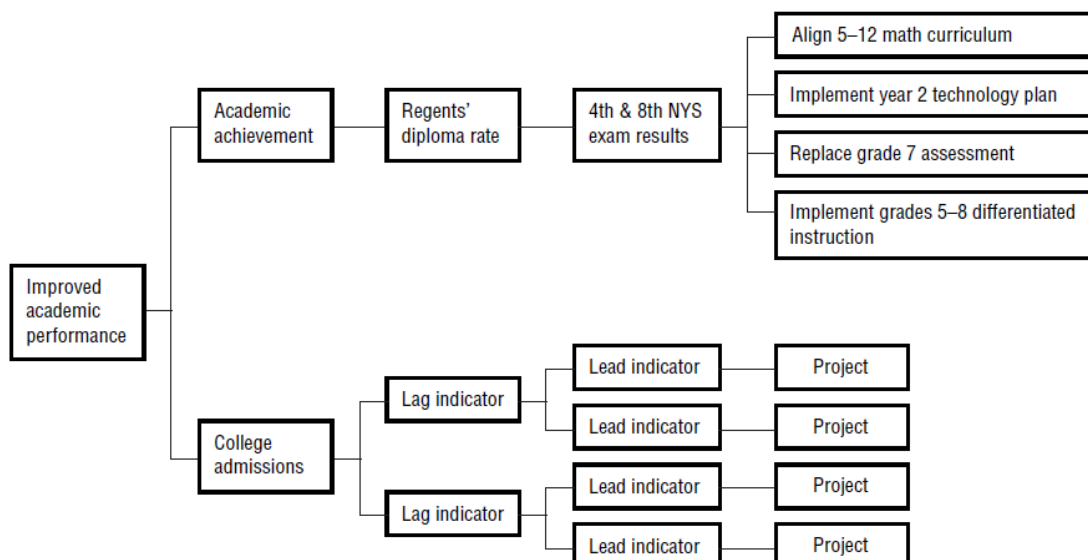 Align 5–12 math curriculum
Implement year 2 technology plan
Academic
achievement
Regents'
diploma rate
4th & 8th NYS
exam results
Replace grade 7 assessment
Implement grades 5–8 differentiated
instruction
Improved
academic
performance
Lead indicator
Project
Lag indicator
Lead indicator
Project
College
admissions
Lead indicator
Project
Lag indicator
Lead indicator
Project